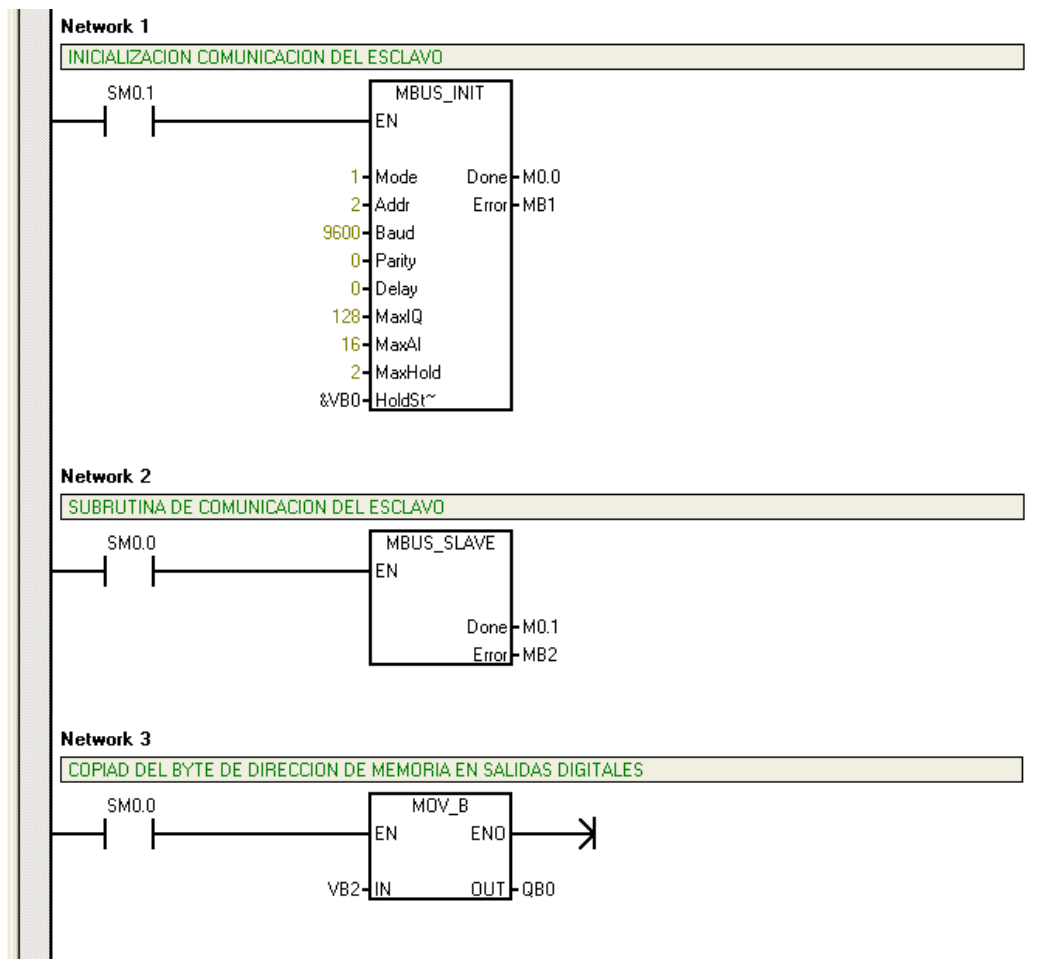 Network 1
INICIALIZACION COMUNICACION DEL ESCLAVO
SM0.1
MBUS_INIT
EN
1 Mode Done M0.0
2 Addr Error MB1
9600 Baud
0 Parity
0 Delay
128 MaxIQ
16 MaxAI
2 MaxHold
&VB0 HoldSt~
Network 2
SUBRUTINA DE COMUNICACION DEL ESCLAVO
SM0.0
MBUS_SLAVE
EN
Done M0.1
Error MB2
Network 3
COPIAD DEL BYTE DE DIRECCION DE MEMORIA EN SALIDAS DIGITALES
SM0.0
MOV_B
EN ENO
VB2 IN OUT QB0